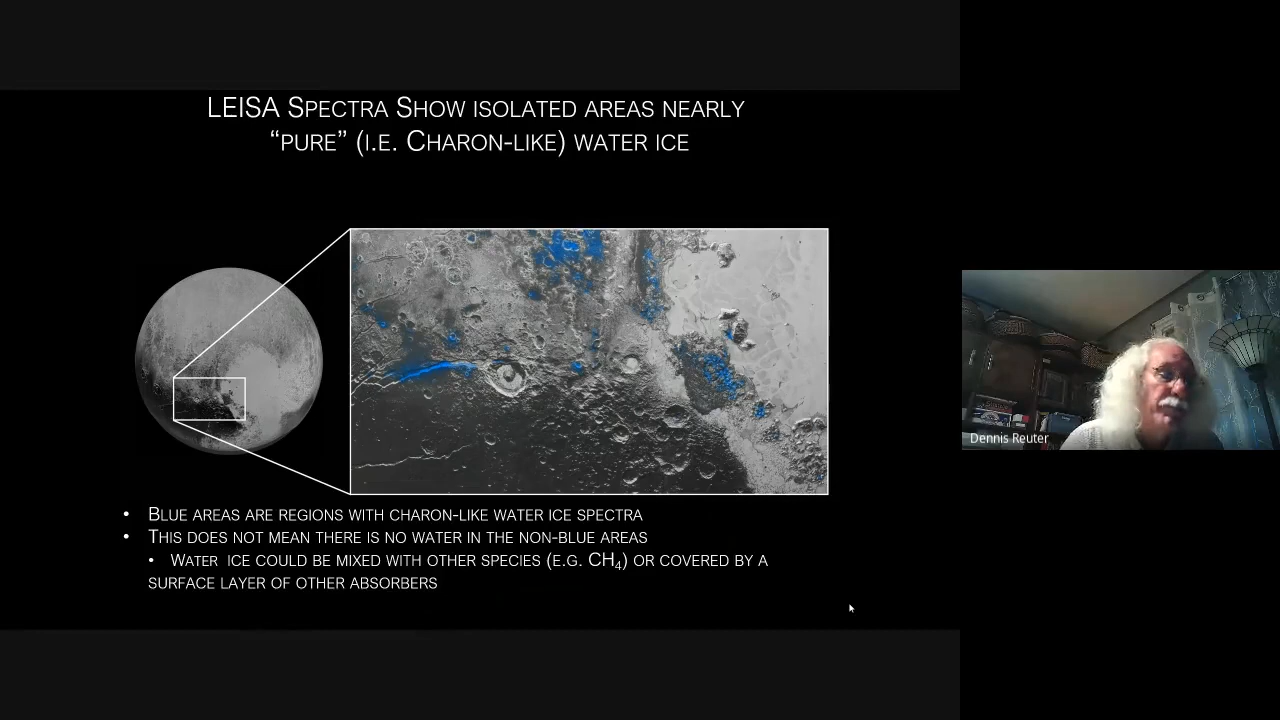 LEISA SPECTRA SHOW ISOLATED AREAS NEARLY
“PURE” (I.E. CHARON-LIKE) WATER ICE
• BLUE AREAS ARE REGIONS WITH CHARON-LIKE WATER ICE SPECTRA
• THIS DOES NOT MEAN THERE IS NO WATER IN THE NON-BLUE AREAS
• WATER ICE COULD BE MIXED WITH OTHER SPECIES (E.G. CH₄) OR COVERED BY A
SURFACE LAYER OF OTHER ABSORBERS
Dennis Reuter